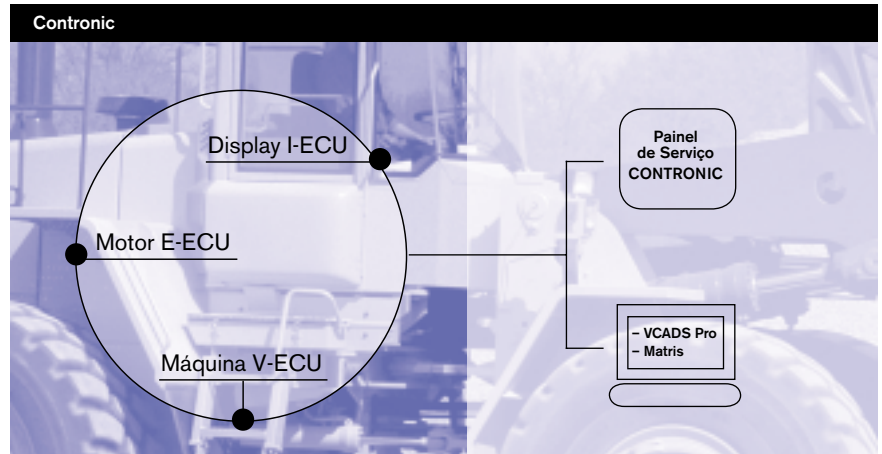 Contronic
Display I-ECU
Motor E-ECU
Máquina V-ECU
Painel
de Serviço
CONTRONIC
– VCADS Pro
– Matris